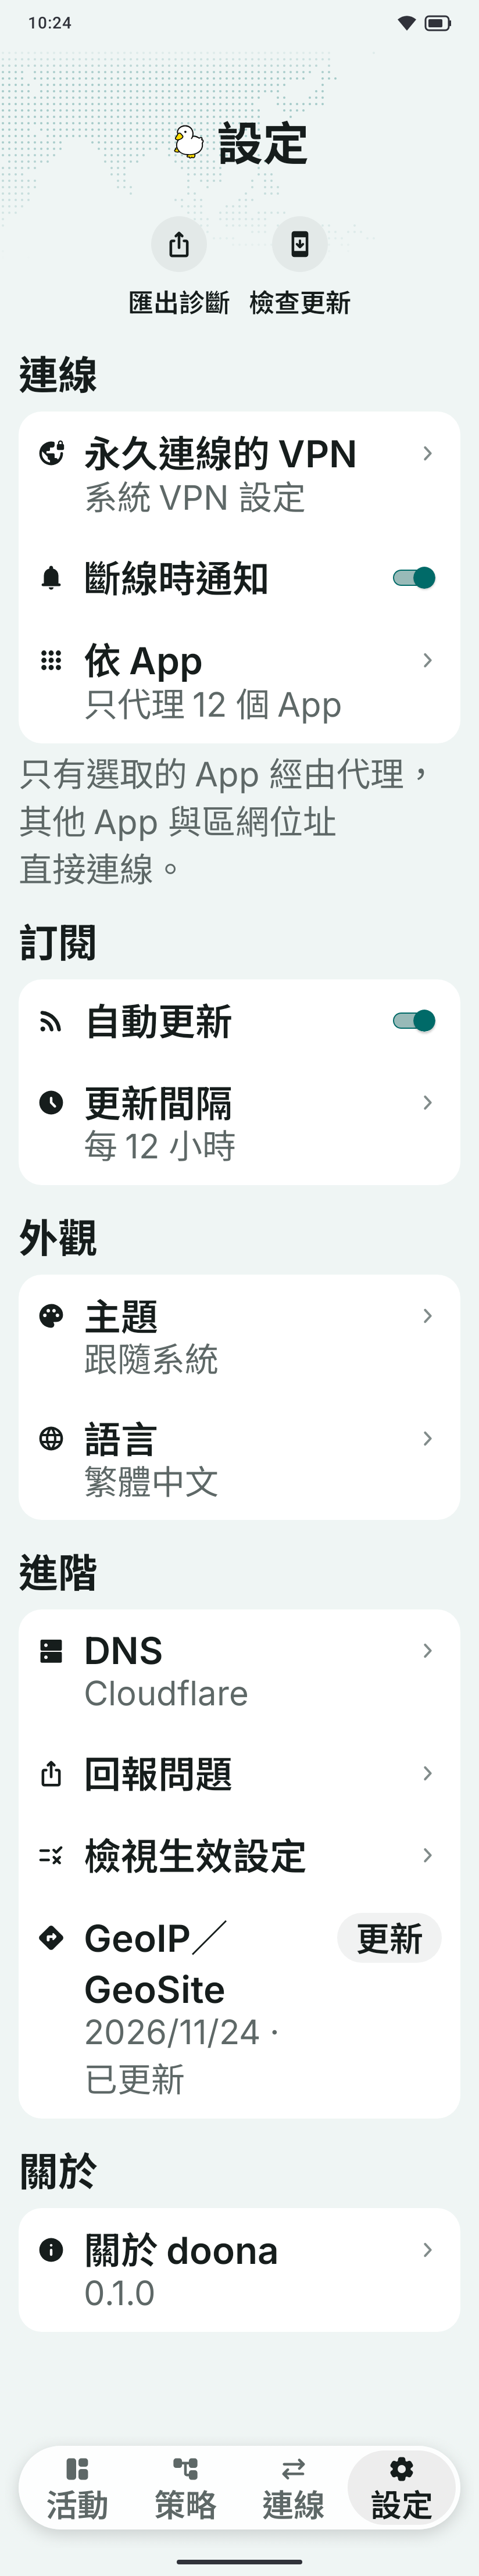 10:24
設定
匯出診斷 檢查更新
連線
永久連線的 VPN
系統 VPN 設定
斷線時通知
依 App
只代理 12 個 App
只有選取的 App 經由代理，
其他 App 與區網位址
直接連線。
訂閱
自動更新
更新間隔
每 12 小時
外觀
主題
跟隨系統
語言
繁體中文
進階
DNS
Cloudflare
回報問題
檢視生效設定
GeoIP／ 更新
GeoSite
2026/11/24 ·
已更新
關於
關於 doona
0.1.0
活動 策略 連線 設定